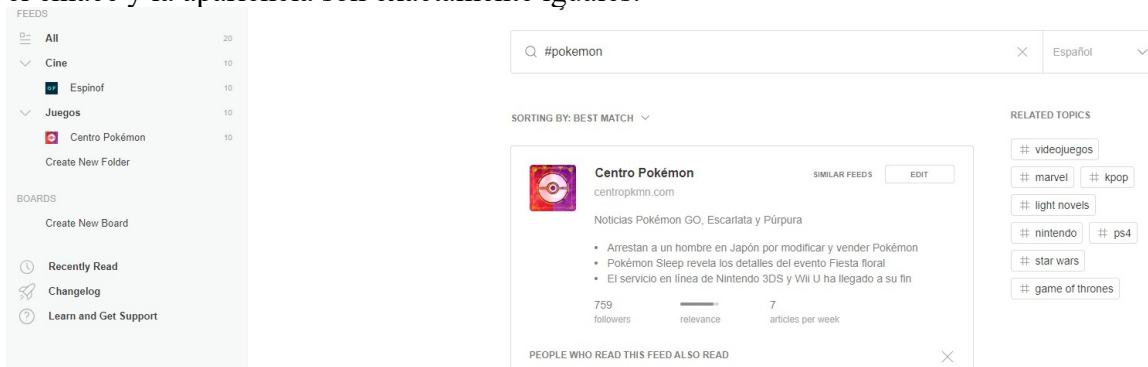 el enlace y la apariencia son exactamente iguales.
FEEDS
All 20
Cine 10
Espinof 10
Juegos 10
Centro Pokémon 10
Create New Folder
BOARDS
Create New Board
Recently Read
Changelog
Learn and Get Support
#pokemon
Español
SORTING BY: BEST MATCH
Centro Pokémon
SIMILAR FEEDS
EDIT
centropkmn.com
Noticias Pokémon GO, Escarlata y Púrpura
• Arrestan a un hombre en Japón por modificar y vender Pokémon
• Pokémon Sleep revela los detalles del evento Fiesta floral
• El servicio en línea de Nintendo 3DS y Wii U ha llegado a su fin
759
followers
relevance
7
articles per week
PEOPLE WHO READ THIS FEED ALSO READ
RELATED TOPICS
# videojuegos
# marvel # kpop
# light novels
# nintendo # ps4
# star wars
# game of thrones